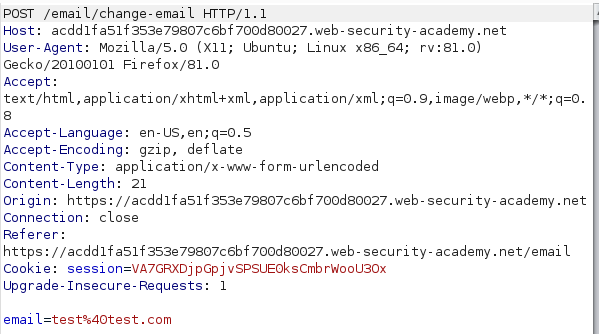 POST /email/change-email HTTP/1.1
Host: acdd1fa51f353e79807c6bf700d80027.web-security-academy.net
User-Agent: Mozilla/5.0 (X11; Ubuntu; Linux x86_64; rv:81.0)
Gecko/20100101 Firefox/81.0
Accept:
text/html,application/xhtml+xml,application/xml;q=0.9,image/webp,*/*;q=0.
8
Accept-Language: en-US,en;q=0.5
Accept-Encoding: gzip, deflate
Content-Type: application/x-www-form-urlencoded
Content-Length: 21
Origin: https://acdd1fa51f353e79807c6bf700d80027.web-security-academy.net
Connection: close
Referer:
https://acdd1fa51f353e79807c6bf700d80027.web-security-academy.net/email
Cookie: session=VA7GRXDjpGpjvSPSUE0ksCmbrWooU3Ox
Upgrade-Insecure-Requests: 1
email=test%40test.com